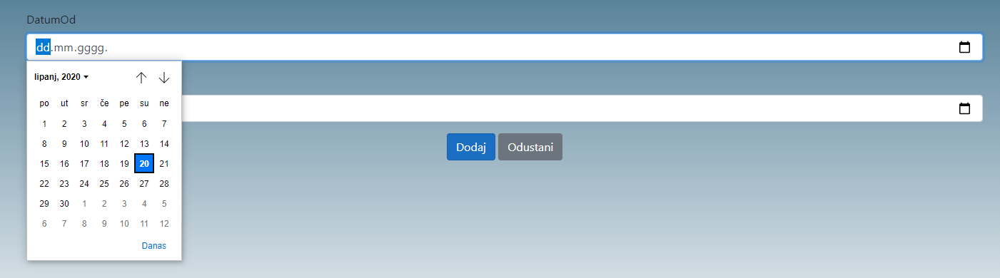 DatumOd
dd.mm.gggg.
lipanj, 2020
po ut sr če pe su ne
1 2 3 4 5 6 7
8 9 10 11 12 13 14
15 16 17 18 19 20 21
22 23 24 25 26 27 28
29 30 1 2 3 4 5
6 7 8 9 10 11 12
Danas
Dodaj Odustani